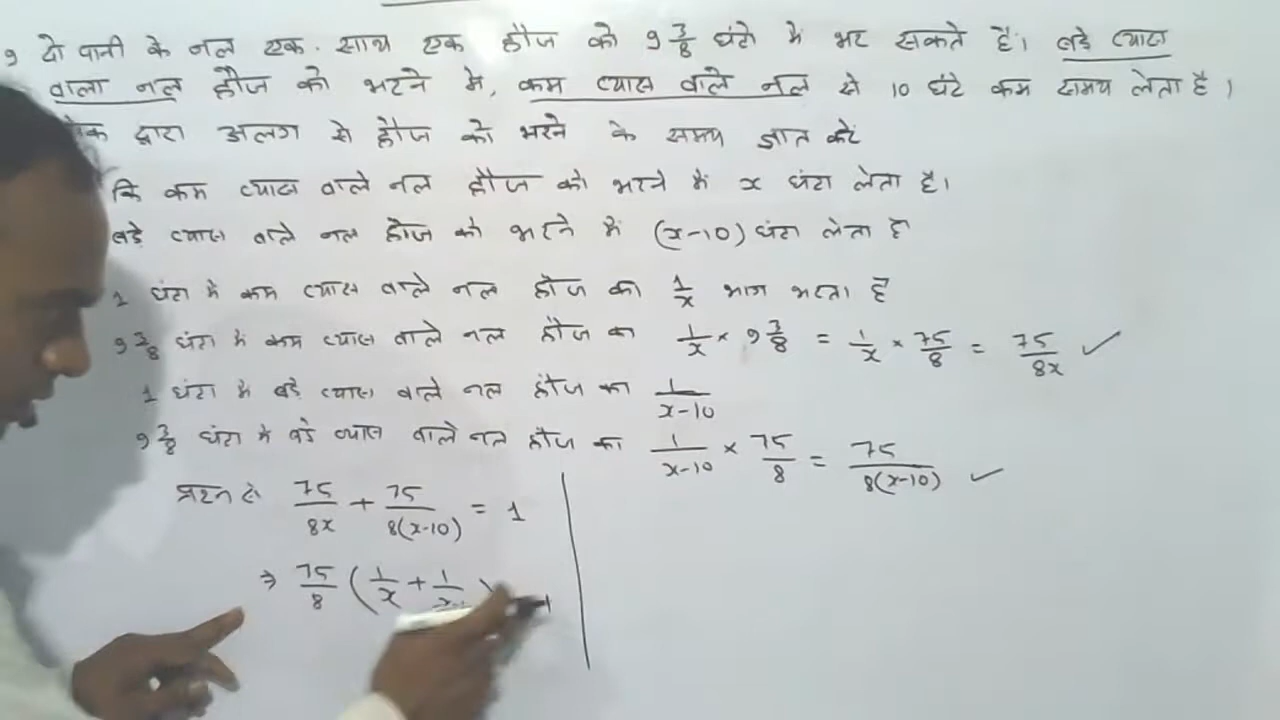 9 दो पानी के नल एक साथ एक हौज को 9 3/8 घंटो मे भर सकते हैं। बड़े व्यास
वाला नल हौज को भरने मे, कम व्यास वाले नल से 10 घंटे कम समय लेता है।
द्वारा अलग से हौज को भरने के समय ज्ञात करें
कि कम व्यास वाले नल हौज को भरने मे x घंटा लेता है।
बड़े व्यास वाले नल हौज को भरने में (x-10) घंटा लेता है
1 घंटा मे कम व्यास वाले नल हौज का 1/x भाग भरता है
9 3/8 घंटा मे कम व्यास वाले नल हौज का 1/x × 9 3/8 = 1/x × 75/8 = 75/8x ✓
1 घंटा मे बड़े व्यास वाले नल हौज का 1/(x-10)
9 3/8 घंटा मे बड़े व्यास वाले नल हौज का 1/(x-10) × 75/8 = 75/8(x-10) ✓
प्रश्न से 75/8x + 75/8(x-10) = 1
⇒ 75/8 (1/x + 1/